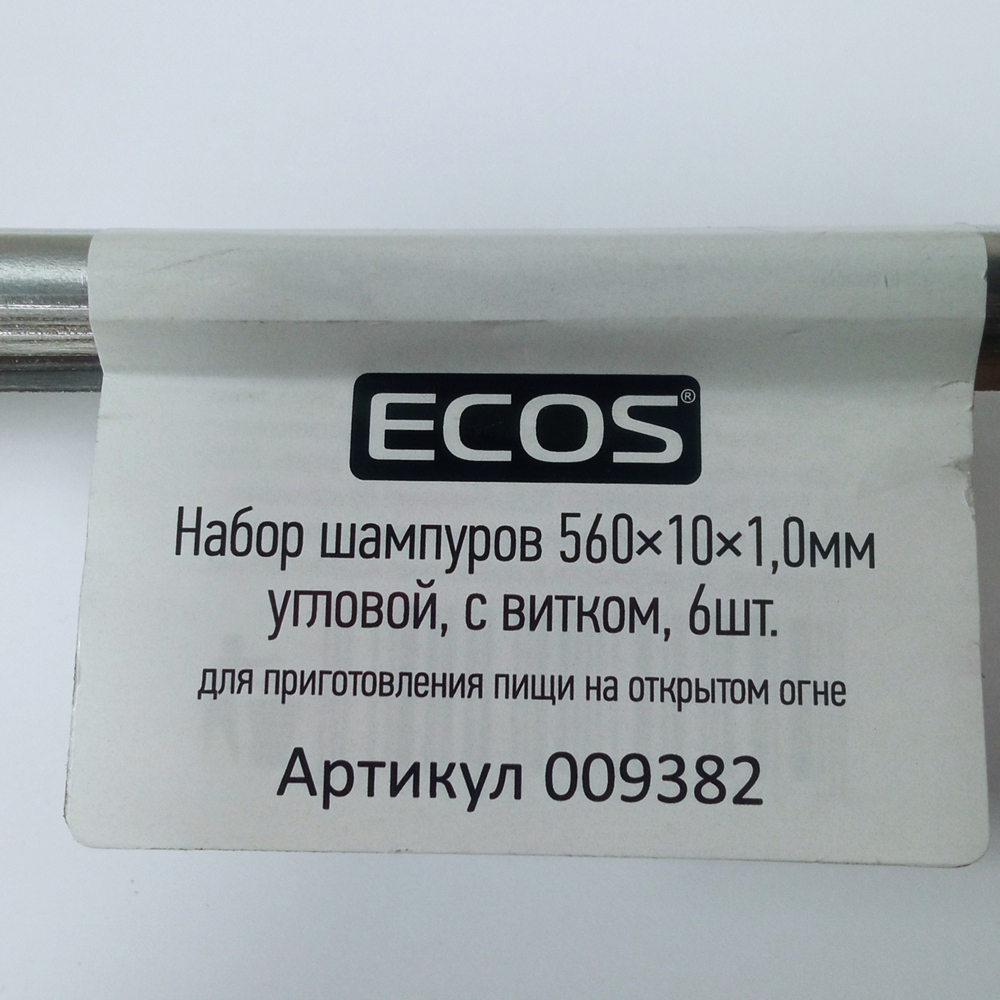 ECOS®
Набор шампуров 560×10×1,0мм
угловой, с витком, 6шт.
для приготовления пищи на открытом огне
Артикул 009382